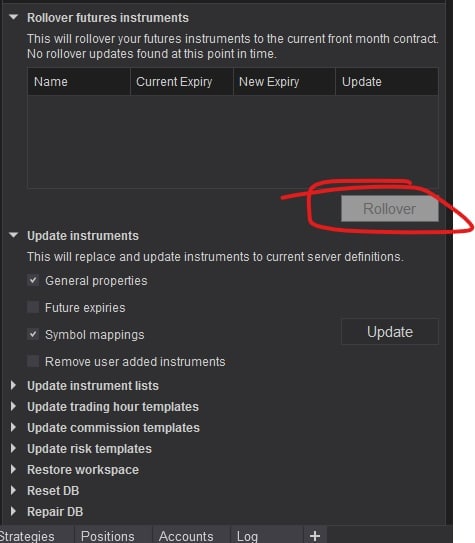 Rollover futures instruments
This will rollover your futures instruments to the current front month contract.
No rollover updates found at this point in time.
Name Current Expiry New Expiry Update
Rollover
Update instruments
This will replace and update instruments to current server definitions.
General properties
Future expiries
Symbol mappings
Update
Remove user added instruments
Update instrument lists
Update trading hour templates
Update commission templates
Update risk templates
Restore workspace
Reset DB
Repair DB
Strategies Positions Accounts Log +